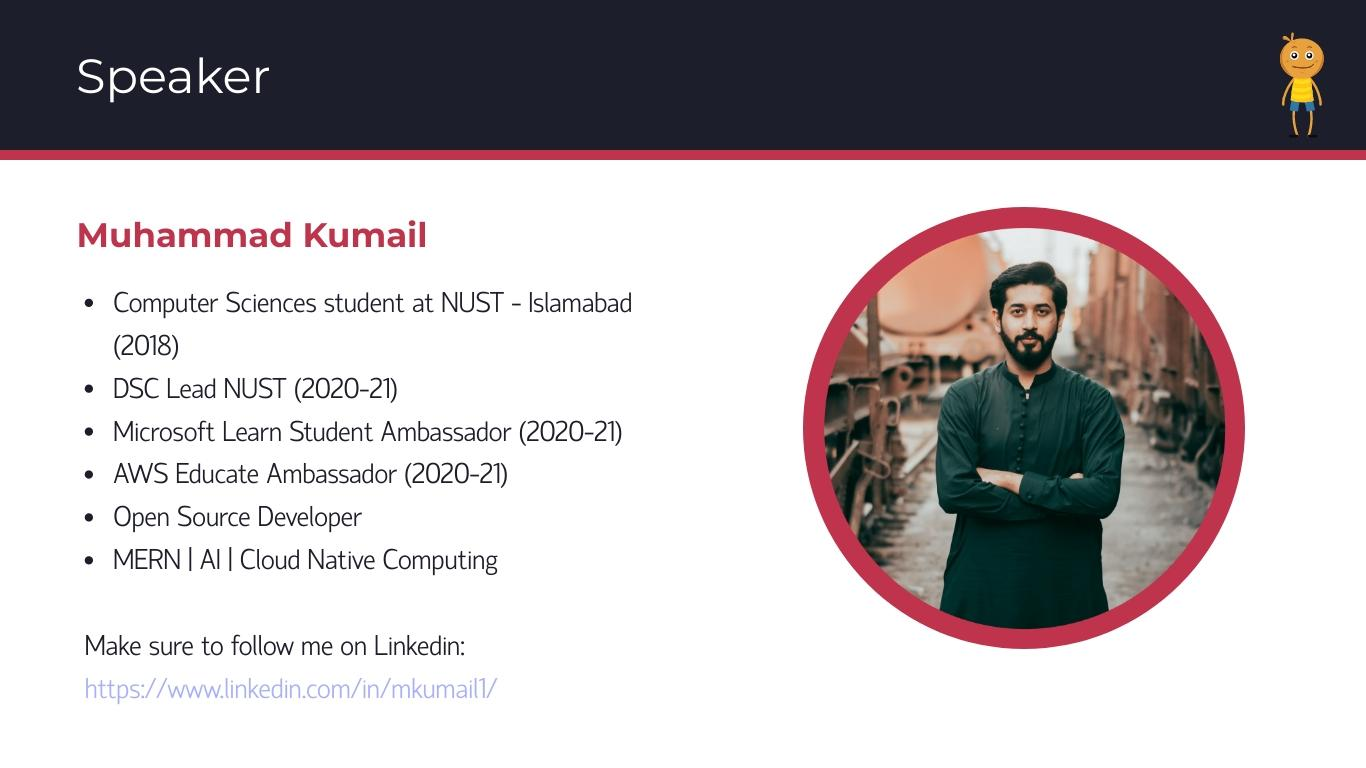 Speaker
Muhammad Kumail
• Computer Sciences student at NUST - Islamabad
(2018)
• DSC Lead NUST (2020-21)
• Microsoft Learn Student Ambassador (2020-21)
• AWS Educate Ambassador (2020-21)
• Open Source Developer
• MERN | AI | Cloud Native Computing
Make sure to follow me on Linkedin:
https://www.linkedin.com/in/mkumail1/